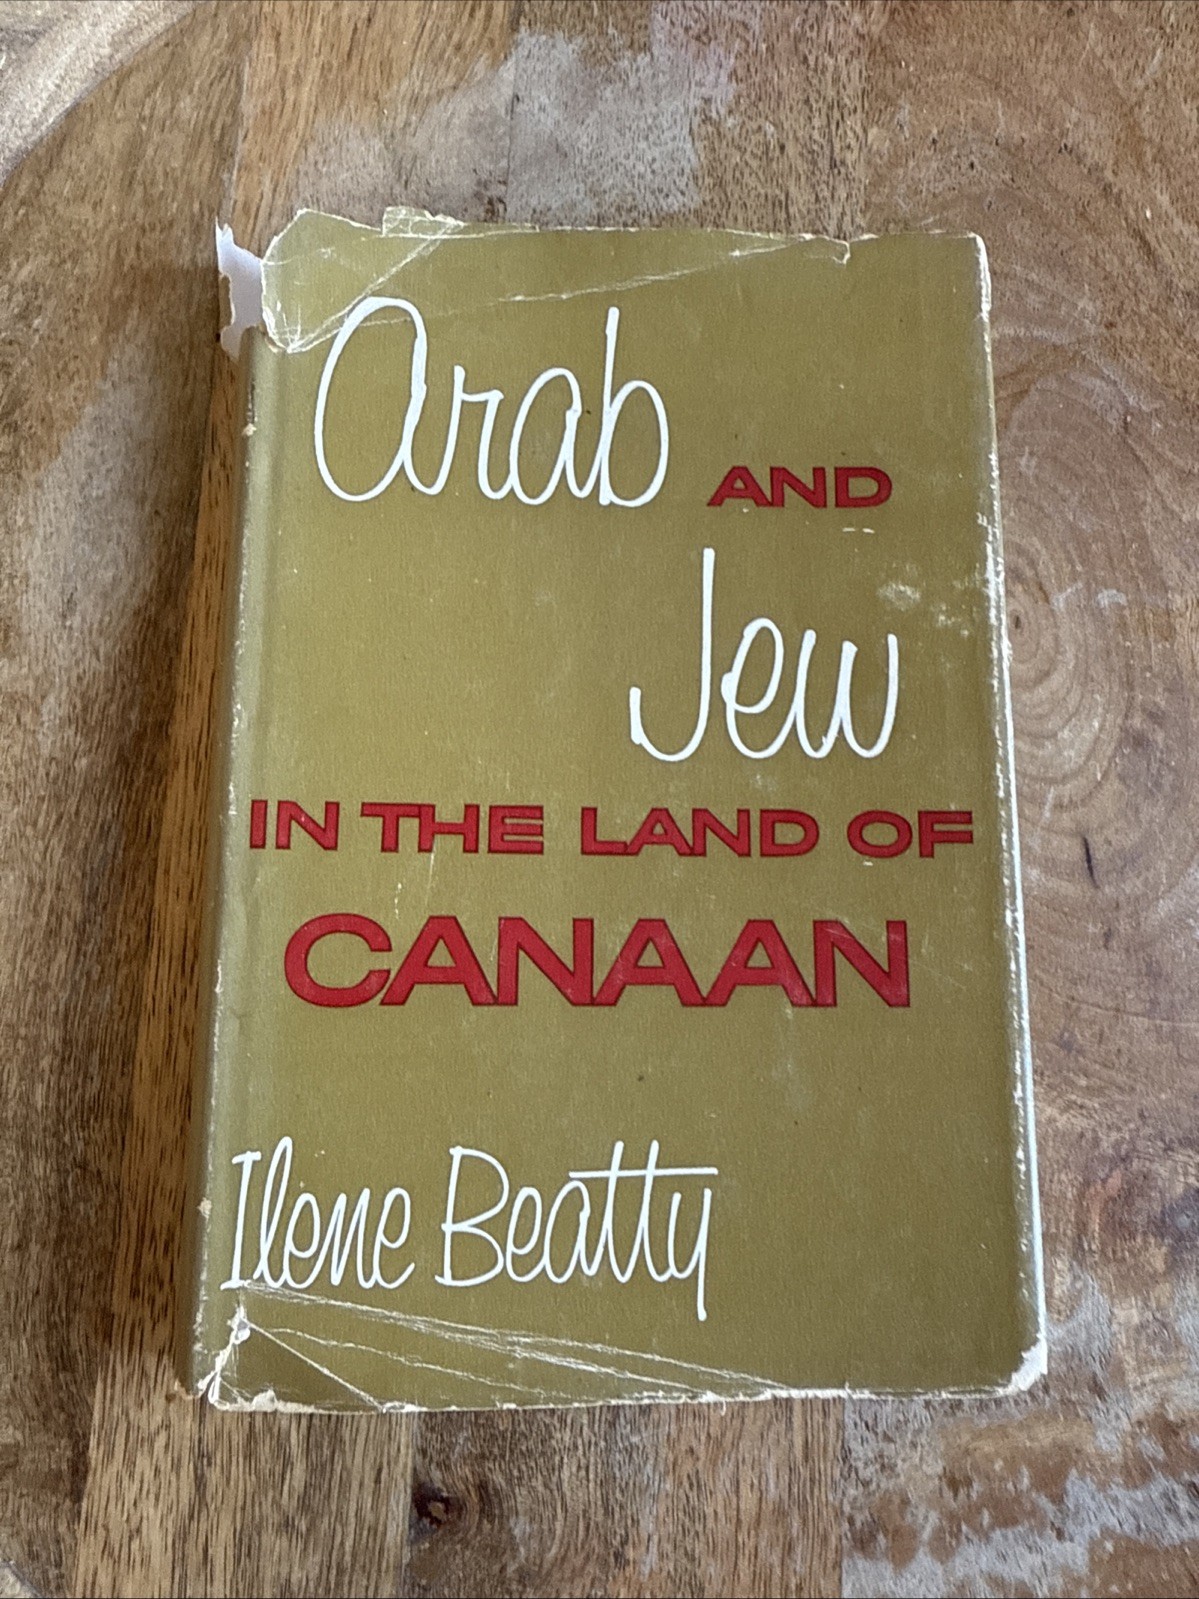 Arab AND
Jew
IN THE LAND OF
CANAAN
Ilene Beatty